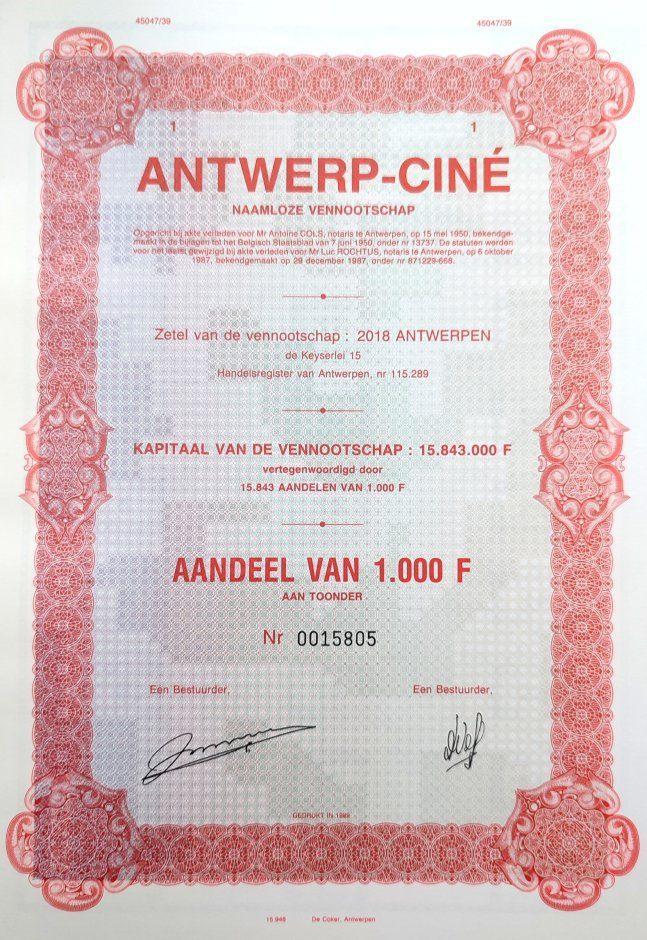 45047/39 45047/39
1 1
ANTWERP-CINÉ
NAAMLOZE VENNOOTSCHAP
Opgericht bij akte verleden voor Mr Antoine COLS, notaris te Antwerpen, op 15 mei 1950, bekendge-
maakt in de bijlagen tot het Belgisch Staatsblad van 7 juni 1950, onder nr 13737. De statuten werden
voor het laatst gewijzigd bij akte verleden voor Mr Luc ROCHTUS, notaris te Antwerpen, op 6 oktober
1987, bekendgemaakt op 29 december 1987, onder nr 871229-668.
Zetel van de vennootschap : 2018 ANTWERPEN
de Keyserlei 15
Handelsregister van Antwerpen, nr 115.289
KAPITAAL VAN DE VENNOOTSCHAP : 15.843.000 F
vertegenwoordigd door
15.843 AANDELEN VAN 1.000 F
AANDEEL VAN 1.000 F
AAN TOONDER
Nr 0015805
Een Bestuurder, Een Bestuurder,
GEDRUKT IN 1989
15.948 De Coker, Antwerpen